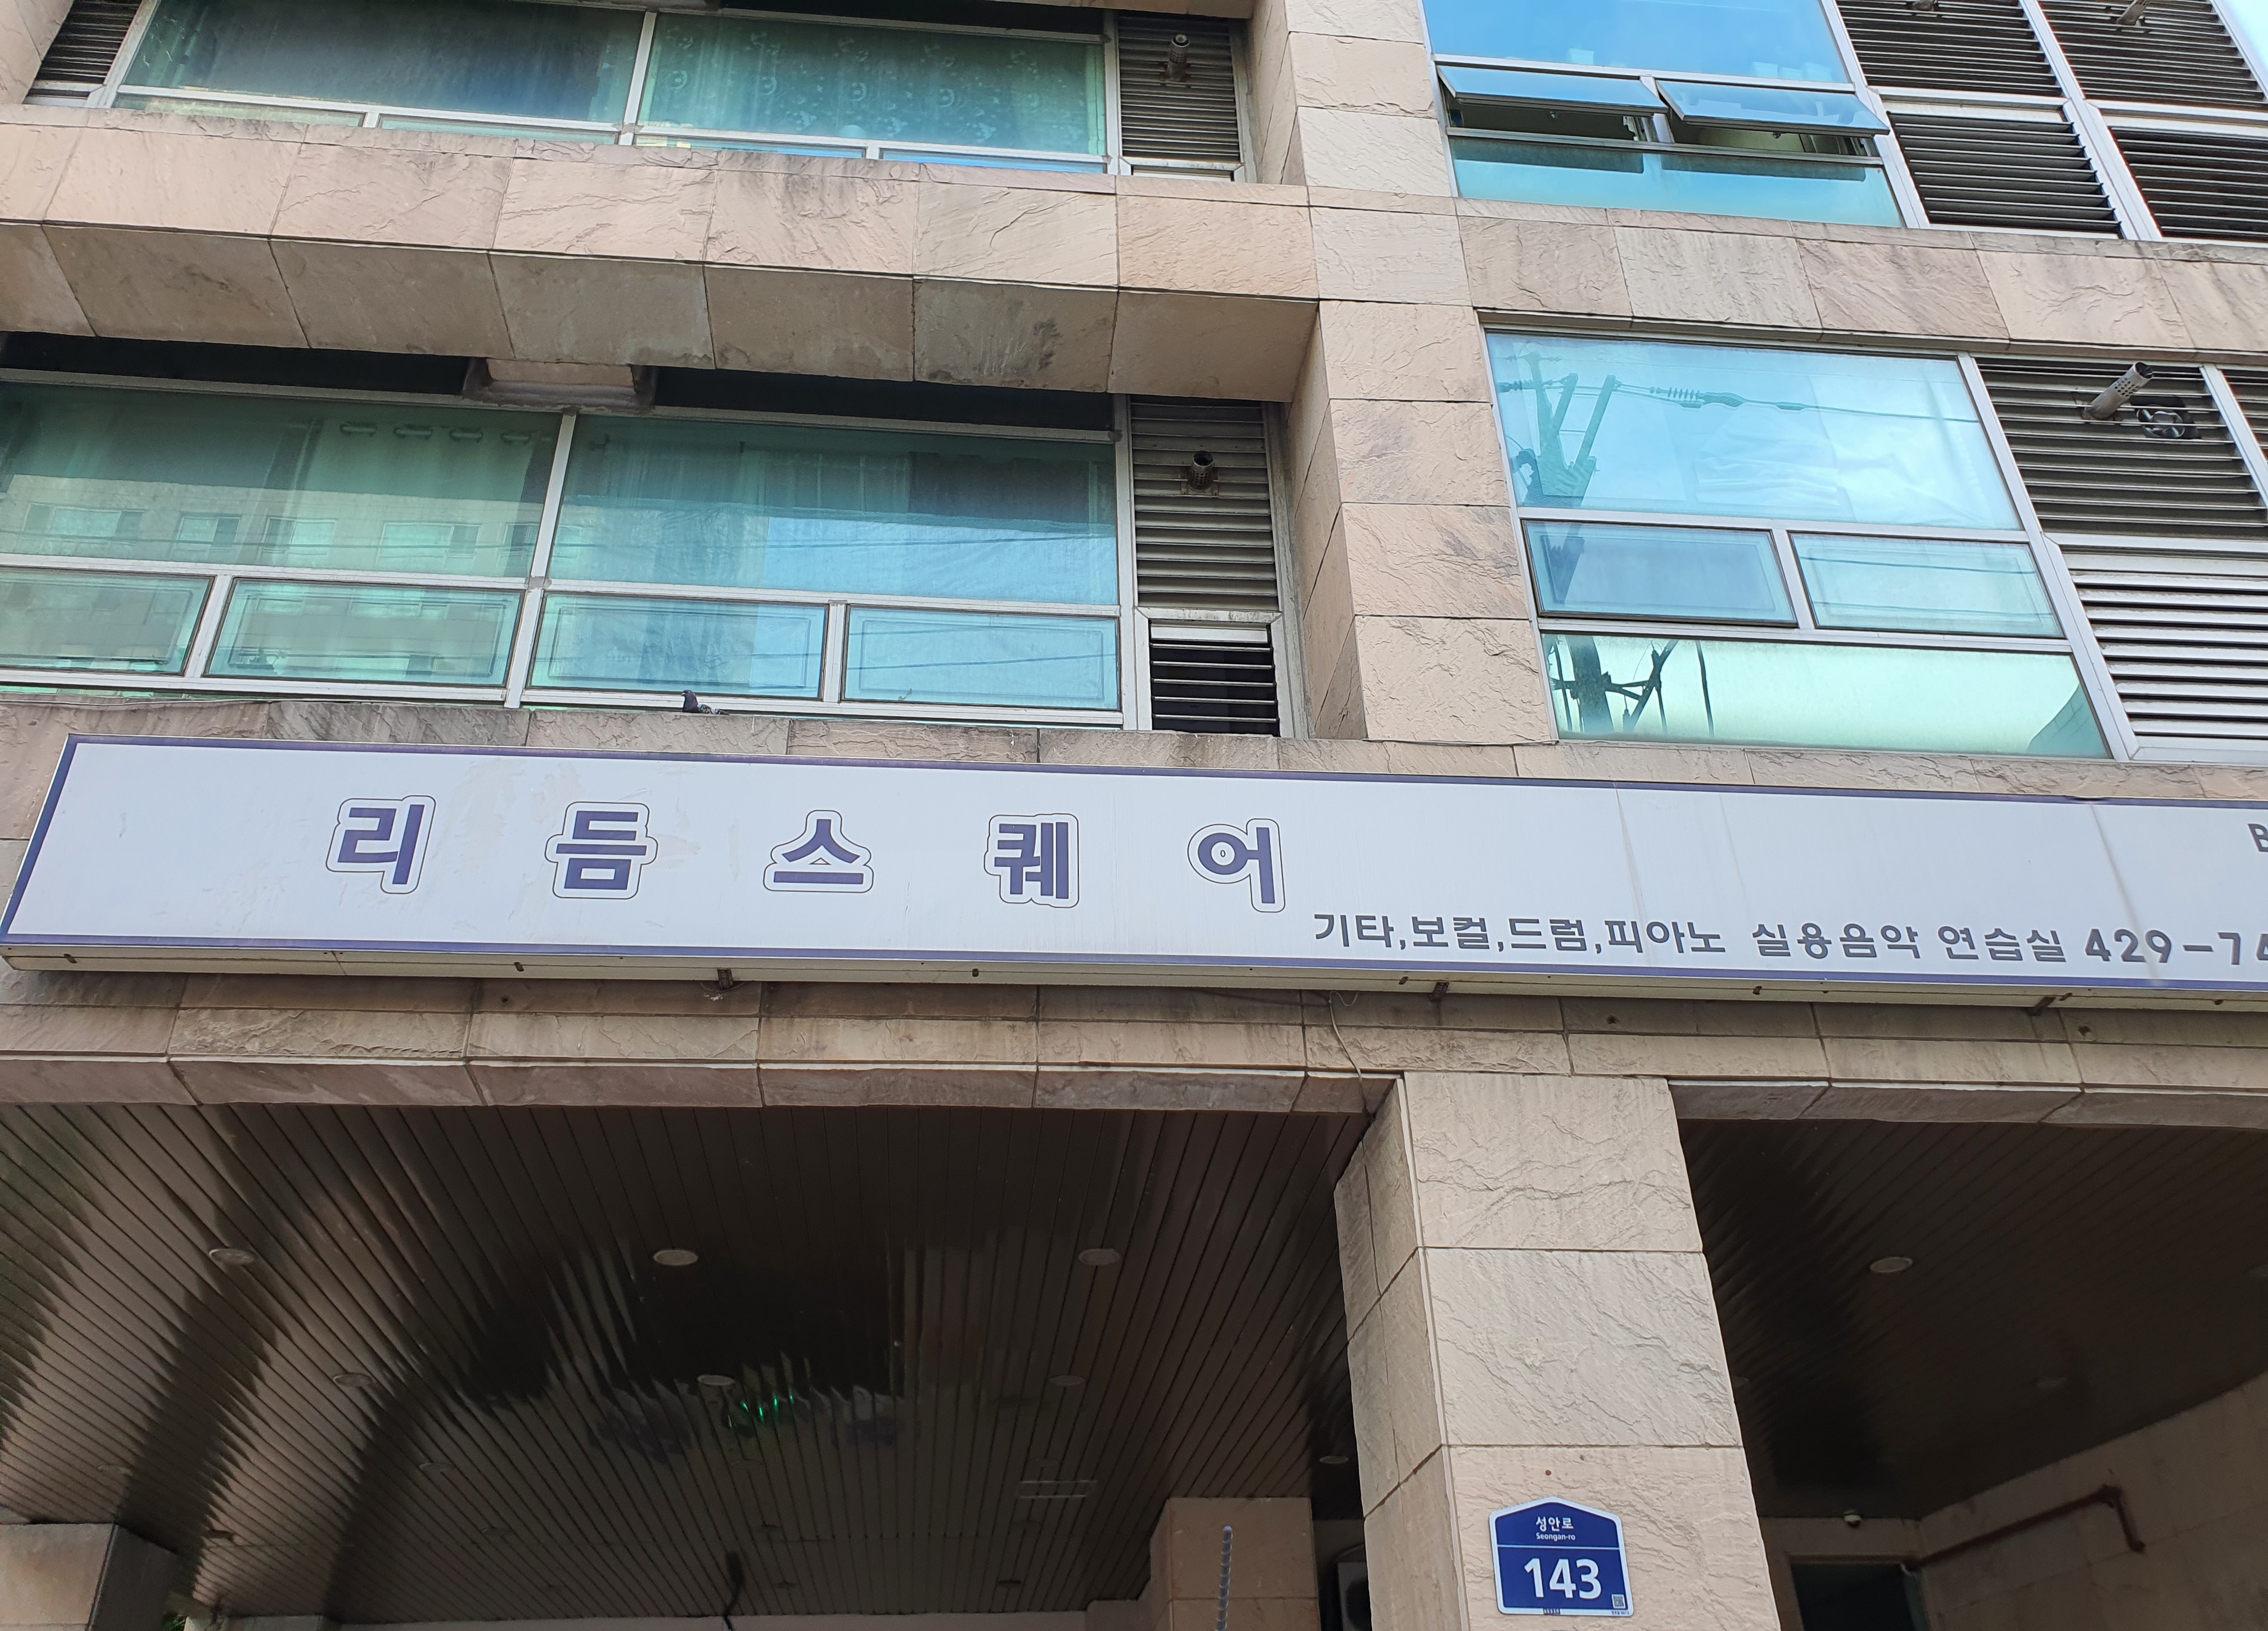 리듬스퀘어
기타,보컬,드럼,피아노 실용음악 연습실 429-74
성안로
Seongan-ro
143